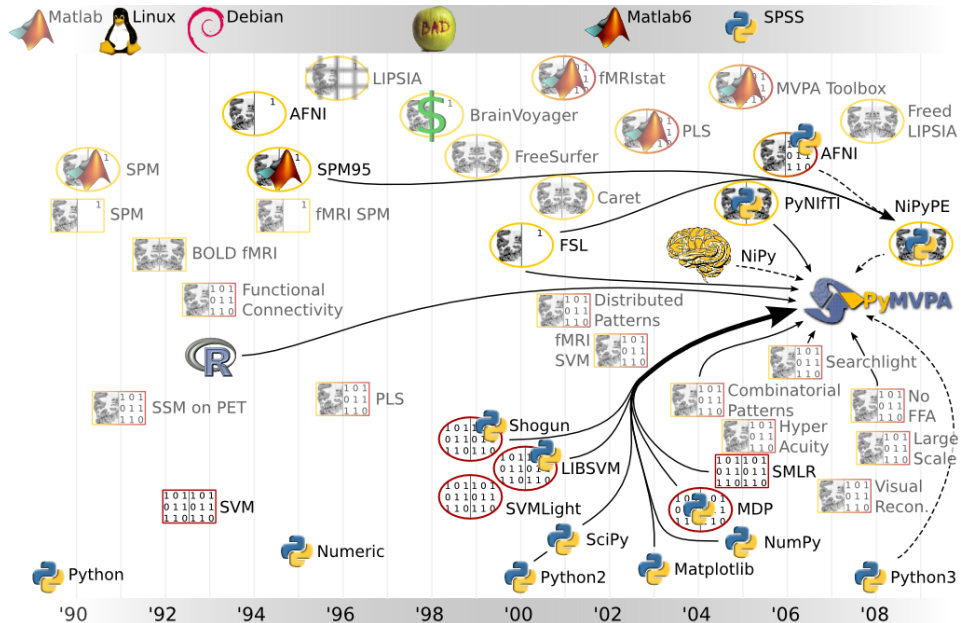 Matlab
Linux
Debian
BAD
Matlab6
SPSS
LIPSIA
fMRIstat
MVPA Toolbox
AFNI
BrainVoyager
PLS
Freed
LIPSIA
AFNI
SPM
SPM95
FreeSurfer
Caret
PyNIfTI
NiPyPE
SPM
fMRI SPM
FSL
BOLD fMRI
NiPy
Functional
Connectivity
Distributed
Patterns
PyMVPA
fMRI
SVM
R
Searchlight
SSM on PET
PLS
Combinatorial
Patterns
No
FFA
Shogun
Hyper
Acuity
Large
Scale
LIBSVM
SMLR
SVM
SVMLight
MDP
Visual
Recon.
SciPy
NumPy
Numeric
Python
Python2
Matplotlib
Python3
'90
'92
'94
'96
'98
'00
'02
'04
'06
'08